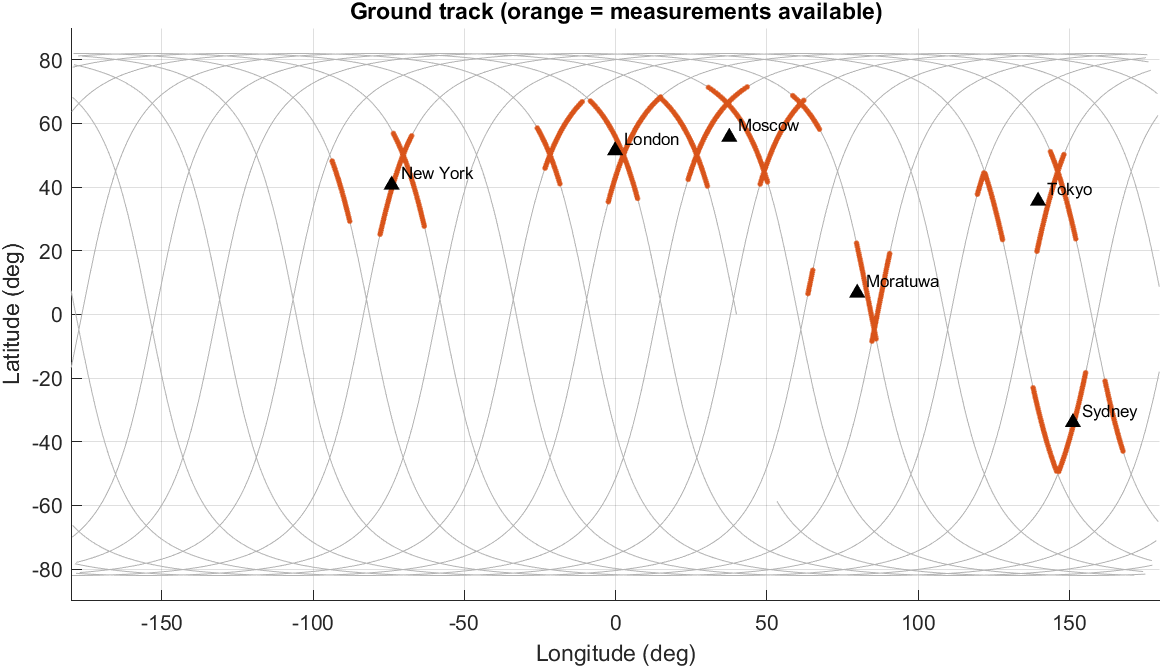 Ground track (orange = measurements available)
80
60
40
20
0
-20
-40
-60
-80
Latitude (deg)
New York
London
Moscow
Tokyo
Moratuwa
Sydney
-150
-100
-50
0
50
100
150
Longitude (deg)